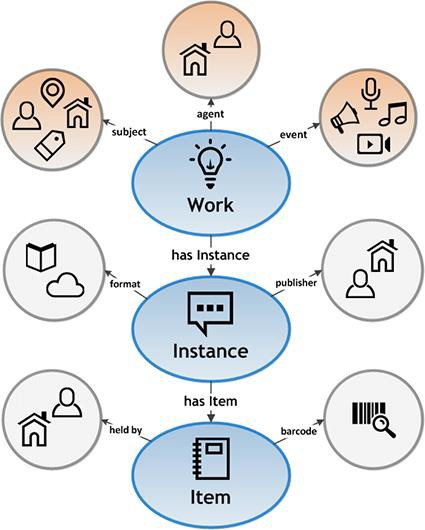 agent
subject
event
Work
has Instance
format
publisher
Instance
has Item
held by
barcode
Item